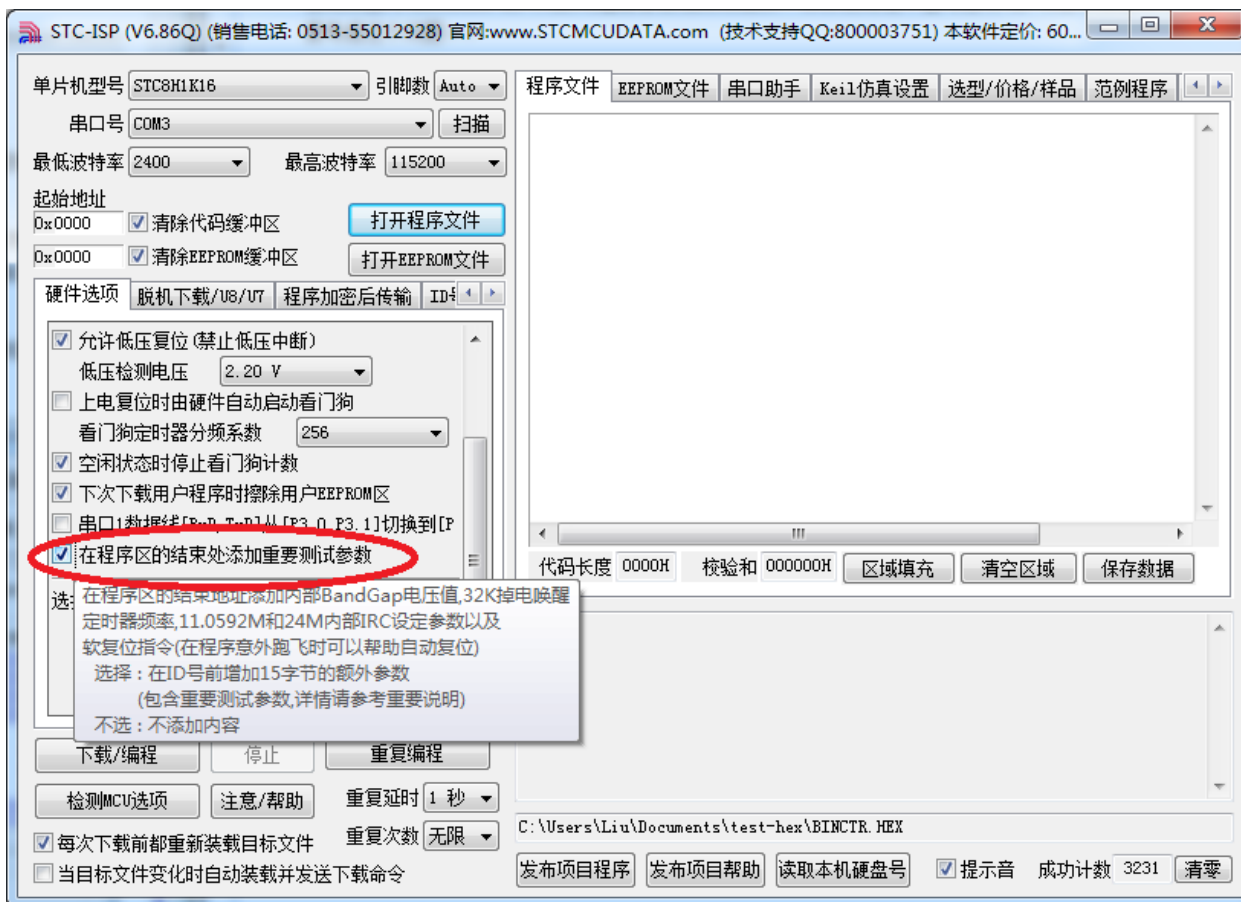 STC-ISP (V6.86Q) (销售电话: 0513-55012928) 官网:www.STCMCUDATA.com (技术支持QQ:800003751) 本软件定价: 60...
单片机型号 STC8H1K16 引脚数 Auto
串口号 COM3 扫描
最低波特率 2400 最高波特率 115200
起始地址
0x0000 清除代码缓冲区 打开程序文件
0x0000 清除EEPROM缓冲区 打开EEPROM文件
硬件选项 脱机下载/U8/U7 程序加密后传输
允许低压复位(禁止低压中断)
低压检测电压 2.20 V
上电复位时由硬件自动启动看门狗
看门狗定时器分频系数 256
空闲状态时停止看门狗计数
下次下载用户程序时擦除用户EEPROM区
串口1数据线[RxD,TxD]从[P3.0,P3.1]切换到[P
在程序区的结束处添加重要测试参数
在程序区的结束地址添加内部BandGap电压值,32K掉电唤醒
定时器频率,11.0592M和24M内部IRC设定参数以及
软复位指令(在程序意外跑飞时可以帮助自动复位)
选择：在ID号前增加15字节的额外参数
(包含重要测试参数,详情请参考重要说明)
不选：不添加内容
下载/编程 停止 重复编程
检测MCU选项 注意/帮助 重复延时 1 秒
每次下载前都重新装载目标文件 重复次数 无限
当目标文件变化时自动装载并发送下载命令
程序文件 EEPROM文件 串口助手 Keil仿真设置 选型/价格/样品 范例程序
代码长度 0000H 校验和 000000H 区域填充 清空区域 保存数据
C:\Users\Liu\Documents\test-hex\BINCTR.HEX
发布项目程序 发布项目帮助 读取本机硬盘号 提示音 成功计数 3231 清零